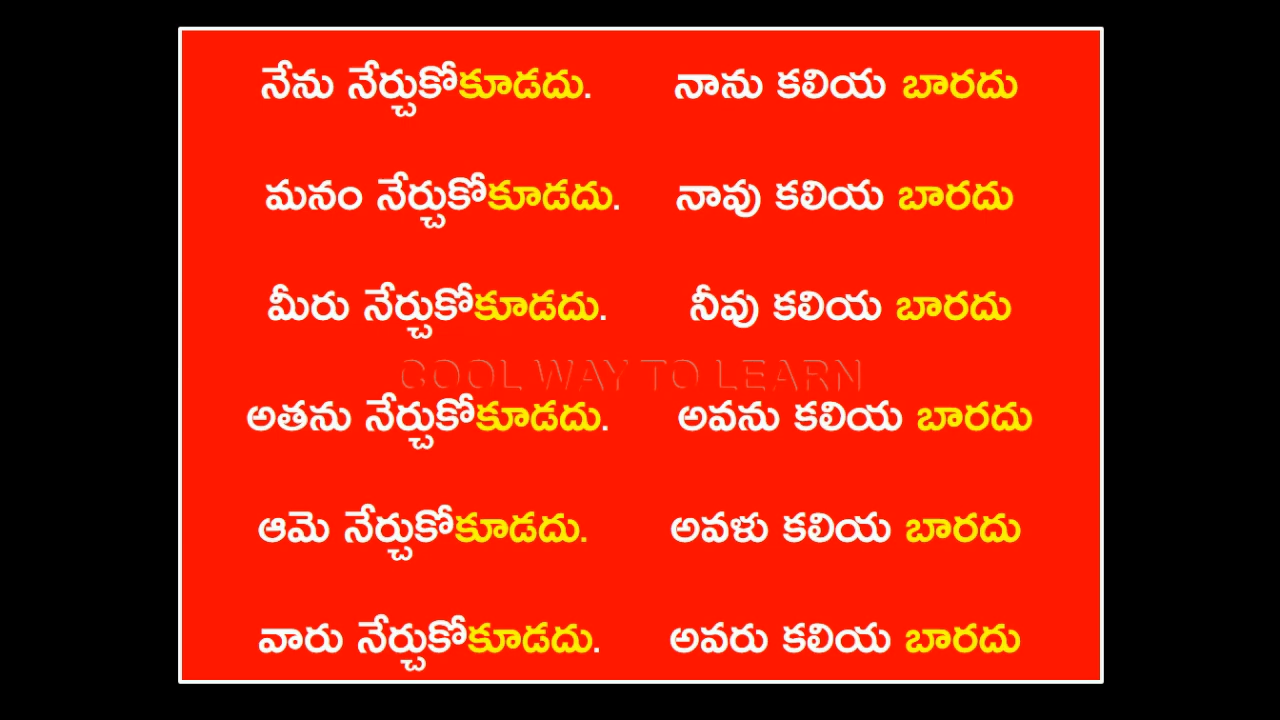 నేను నేర్చుకోకూడదు. నాను కలియ బారదు
మనం నేర్చుకోకూడదు. నావు కలియ బారదు
మీరు నేర్చుకోకూడదు. నీవు కలియ బారదు
COOL WAY TO LEARN
అతను నేర్చుకోకూడదు. అవను కలియ బారదు
ఆమె నేర్చుకోకూడదు. అవళు కలియ బారదు
వారు నేర్చుకోకూడదు. అవరు కలియ బారదు